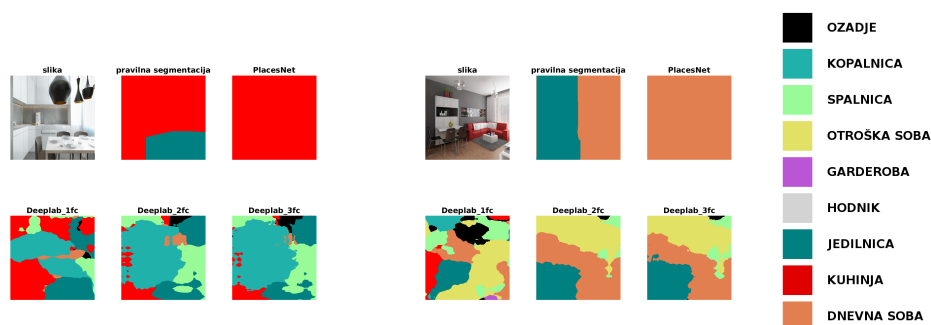 slika
pravilna segmentacija
PlacesNet
Deeplab_1fc
Deeplab_2fc
Deeplab_3fc
slika
pravilna segmentacija
PlacesNet
Deeplab_1fc
Deeplab_2fc
Deeplab_3fc
OZADJE
KOPALNICA
SPALNICA
OTROŠKA SOBA
GARDEROBA
HODNIK
JEDILNICA
KUHINJA
DNEVNA SOBA